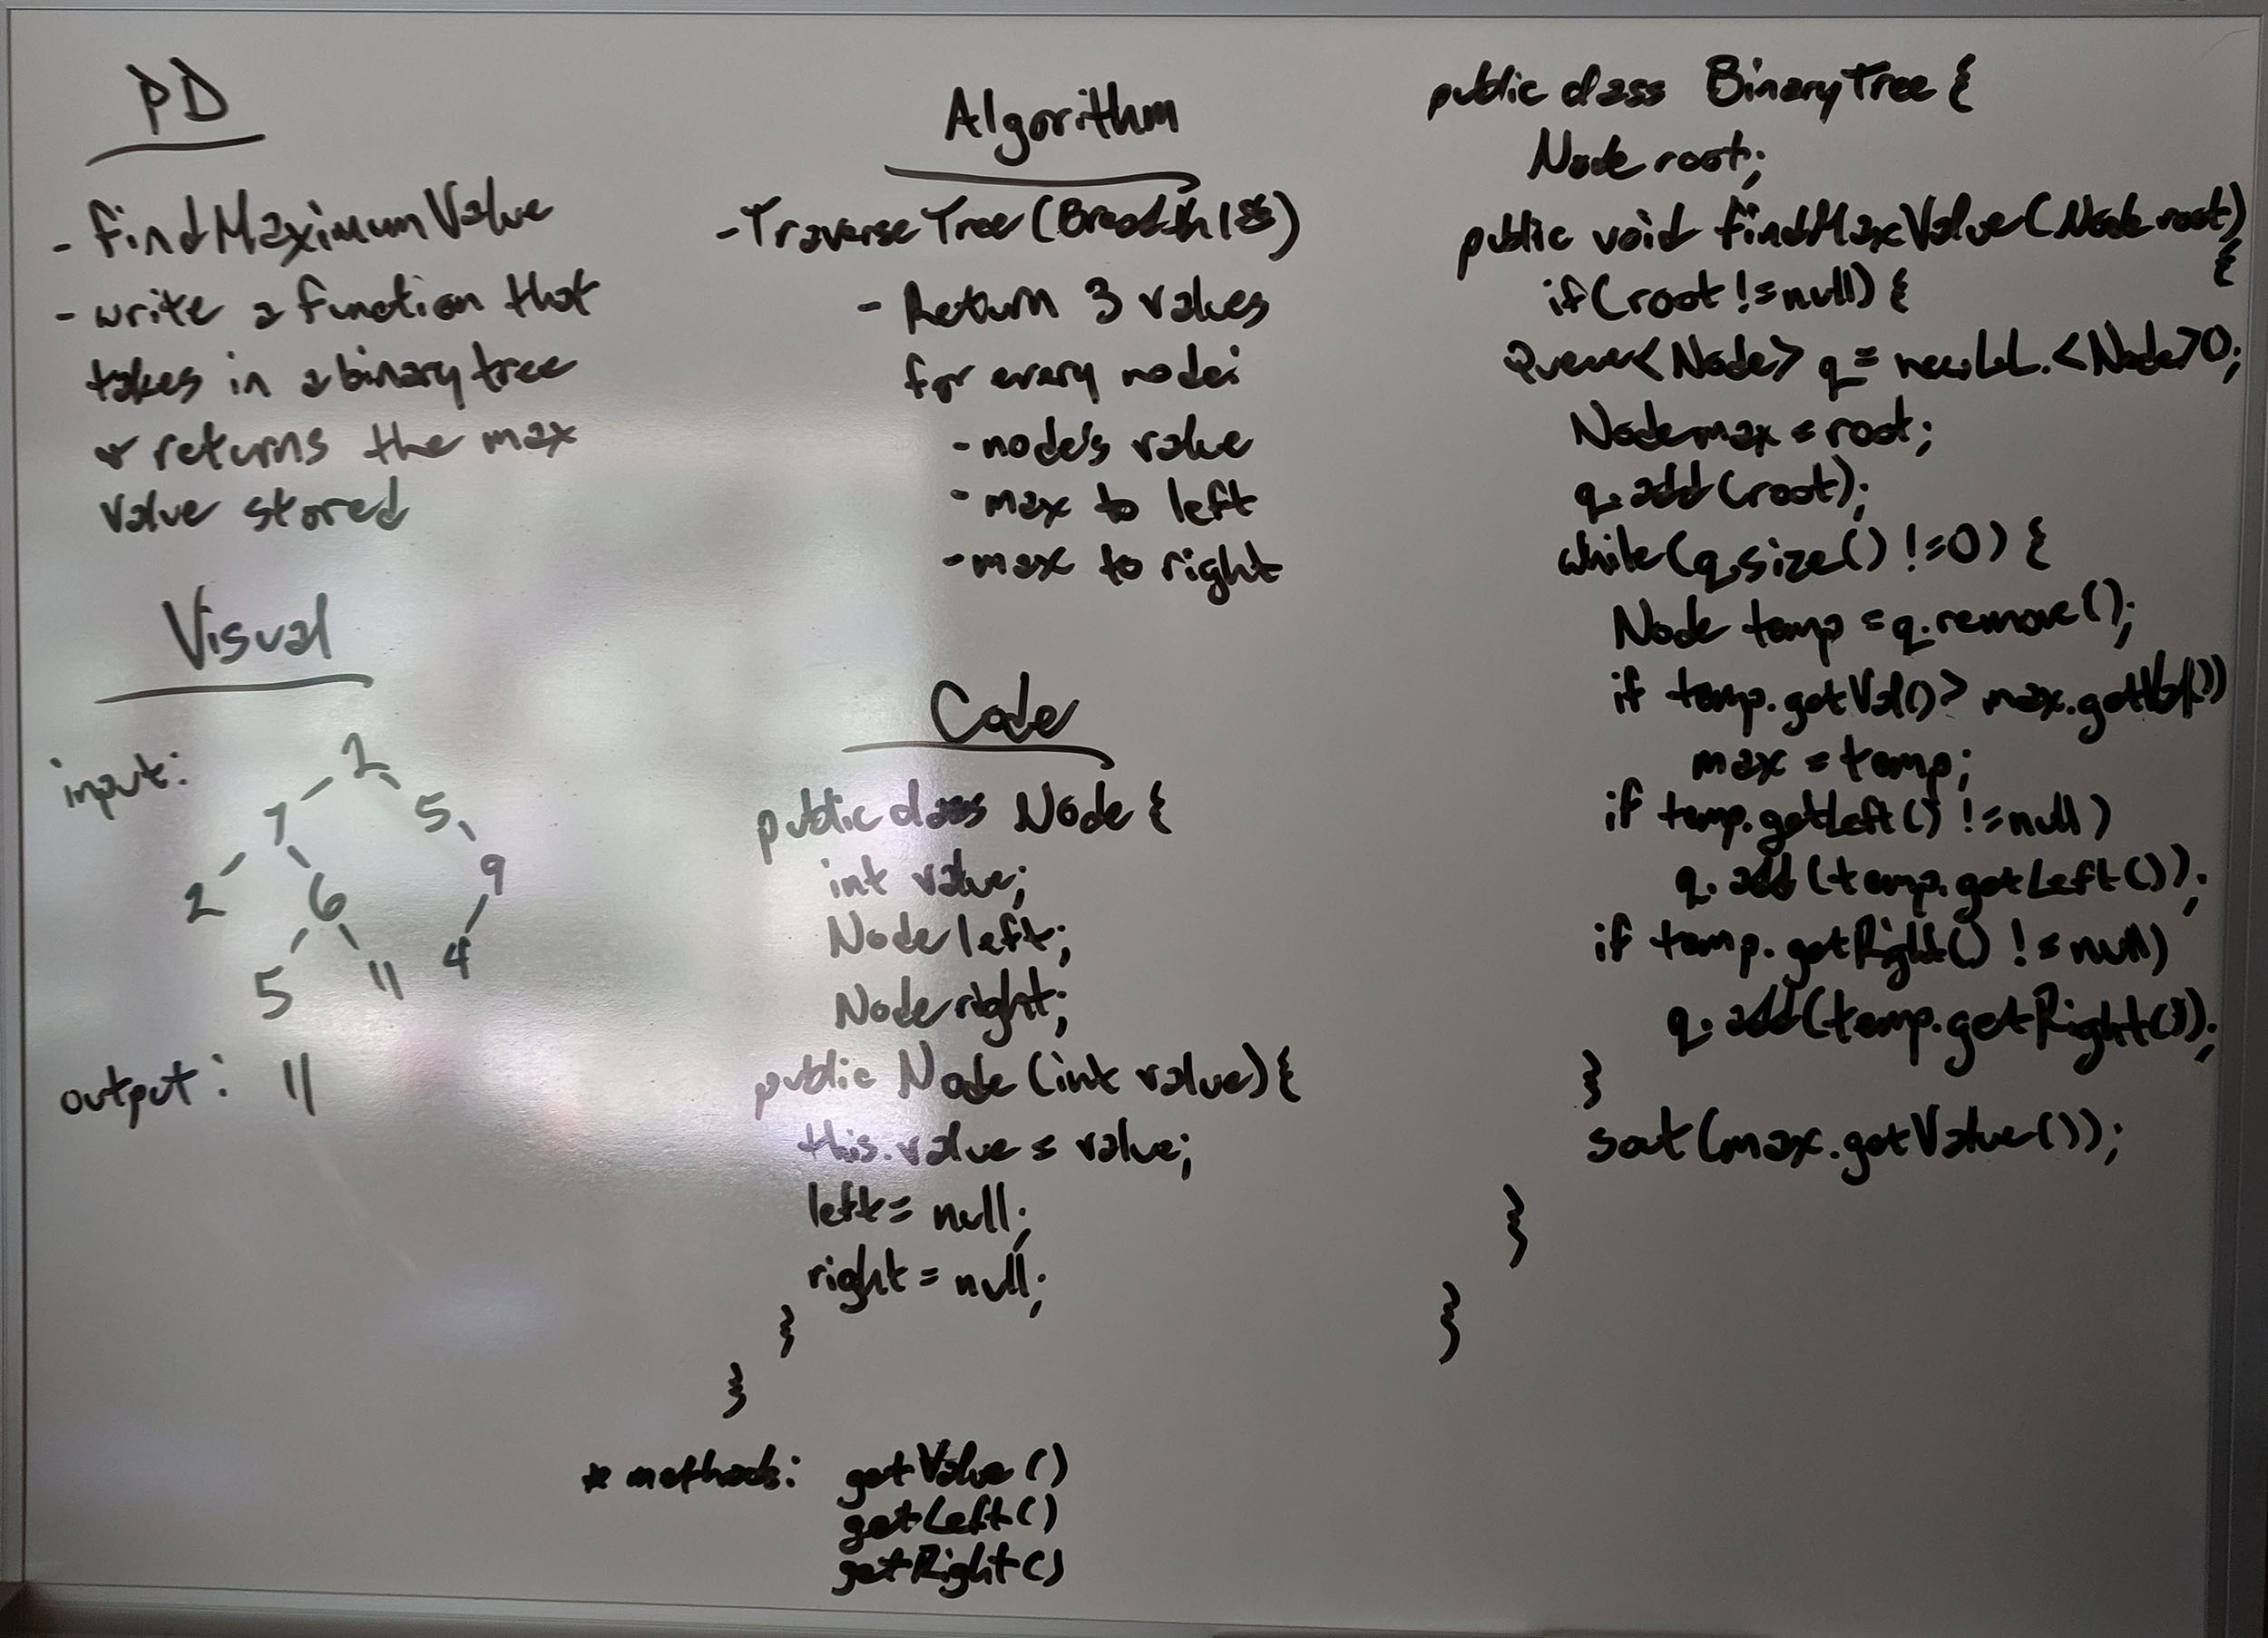 PD
- findMaximumValue
- write a function that
takes in a binary tree
& returns the max
value stored
Visual
input:
2
7 5
2 6 9
5 11 4
output: 11
Algorithm
- Traverse Tree (Breadth 1st)
- Return 3 values
for every node:
- node's value
- max to left
- max to right
Code
public class Node {
int value;
Node left;
Node right;
public Node (int value) {
this.value = value;
left = null;
right = null;
}
}
* methods: getValue ()
getLeft ()
getRight ()
public class BinaryTree {
Node root;
public void findMaxValue (Node root)
{
if (root != null) {
Queue<Node> q = new LL.<Node>();
Node max = root;
q.add (root);
while (q.size() != 0) {
Node temp = q.remove();
if temp.getVal() > max.getVal())
max = temp;
if temp.getLeft() != null)
q.add (temp.getLeft());
if temp.getRight() != null)
q.add (temp.getRight());
}
sout (max.getValue());
}
}